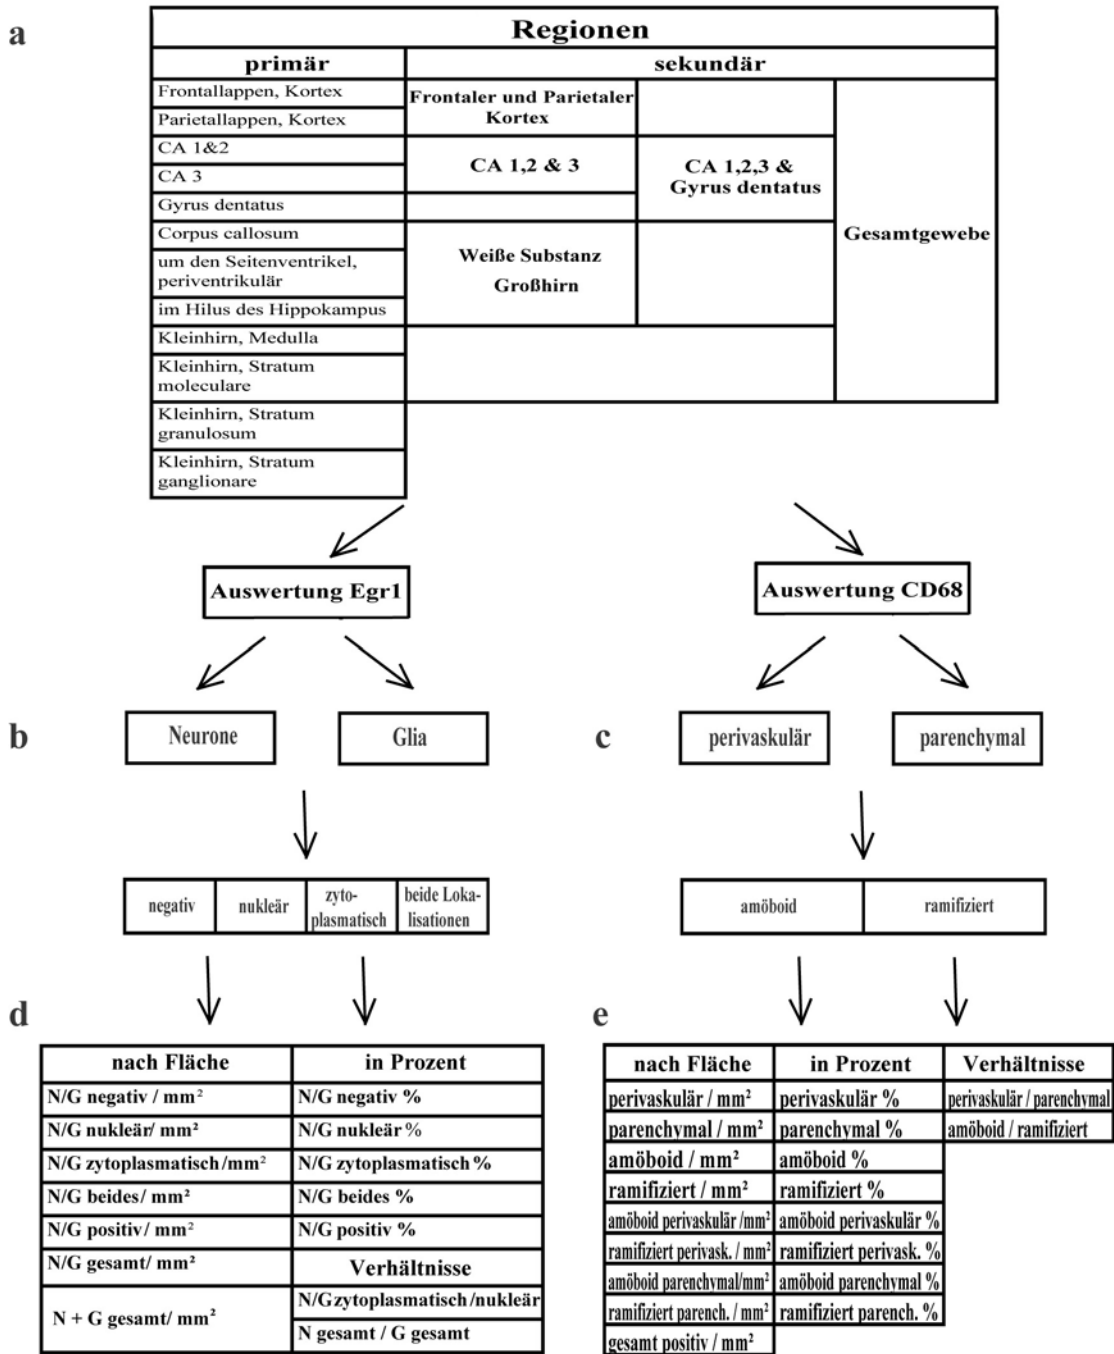 a
Regionen
primär
sekundär
Frontallappen, Kortex
Parietallappen, Kortex
CA 1&2
CA 3
Gyrus dentatus
Corpus callosum
um den Seitenventrikel,
periventrikulär
im Hilus des Hippokampus
Kleinhirn, Medulla
Kleinhirn, Stratum
moleculare
Kleinhirn, Stratum
granulosum
Kleinhirn, Stratum
ganglionare
Frontaler und Parietaler
Kortex
CA 1,2 & 3
Weiße Substanz
Großhirn
CA 1,2,3 &
Gyrus dentatus
Gesamtgewebe
Auswertung Egr1
Auswertung CD68
b
Neurone
Glia
c
perivaskulär
parenchymal
negativ
nukleär
zyto-
plasmatisch
beide Loka-
lisationen
amöboid
ramifiziert
d
nach Fläche
in Prozent
N/G negativ / mm²
N/G negativ %
N/G nukleär/ mm²
N/G nukleär %
N/G zytoplasmatisch/mm²
N/G zytoplasmatisch %
N/G beides/ mm²
N/G beides %
N/G positiv/ mm²
N/G positiv %
N/G gesamt/ mm²
Verhältnisse
N + G gesamt/ mm²
N/G zytoplasmatisch/nukleär
N gesamt / G gesamt
e
nach Fläche
in Prozent
Verhältnisse
perivaskulär / mm²
perivaskulär %
perivaskulär / parenchymal
parenchymal / mm²
parenchymal %
amöboid / ramifiziert
amöboid / mm²
amöboid %
ramifiziert / mm²
ramifiziert %
amöboid perivaskulär /mm²
amöboid perivaskulär %
ramifiziert perivask. / mm²
ramifiziert perivask. %
amöboid parenchymal/mm²
amöboid parenchymal %
ramifiziert parench. / mm²
ramifiziert parench. %
gesamt positiv / mm²